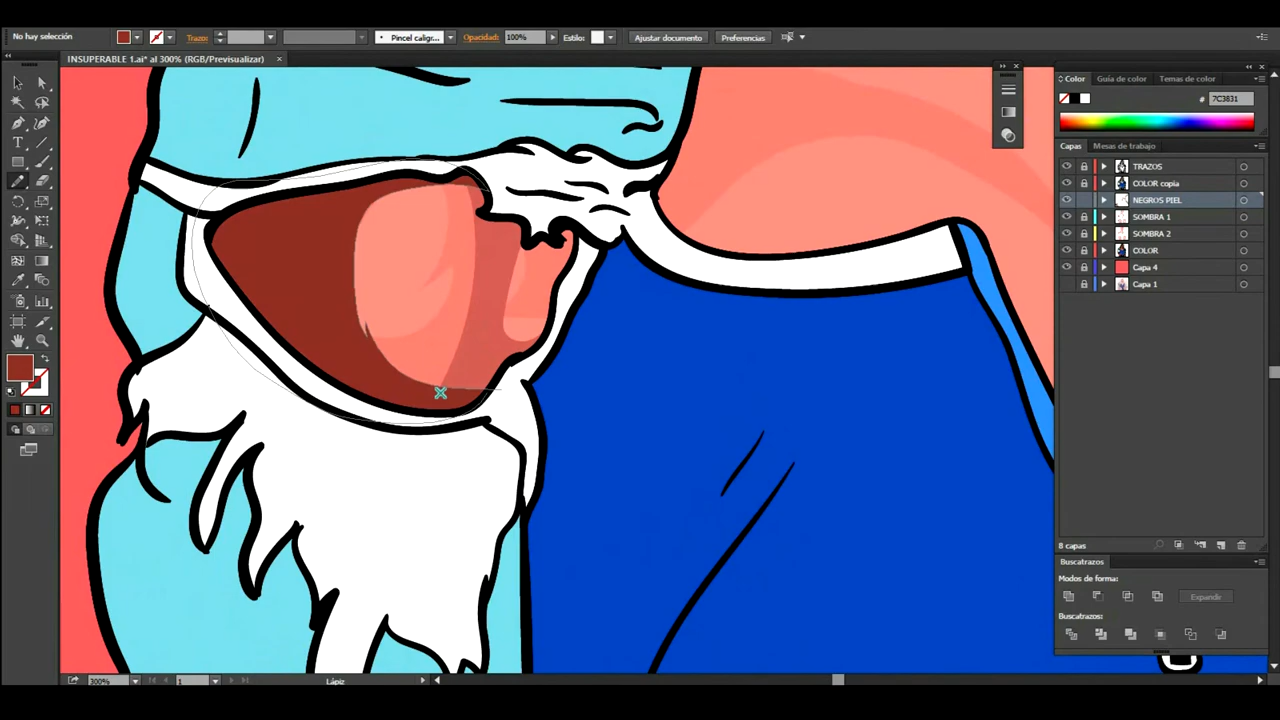 No hay selección
Trazo:
Pincel caligr...
Opacidad:
100%
Estilo:
Ajustar documento
Preferencias
INSUPERABLE 1.ai* al 300% (RGB/Previsualizar)
Color
Guía de color
Temas de color
# 7C3831
Capas
Mesas de trabajo
TRAZOS
COLOR copia
NEGROS PIEL
SOMBRA 1
SOMBRA 2
COLOR
Capa 4
Capa 1
8 capas
Buscatrazos
Modos de forma:
Expandir
Buscatrazos:
300%
1
Lápiz